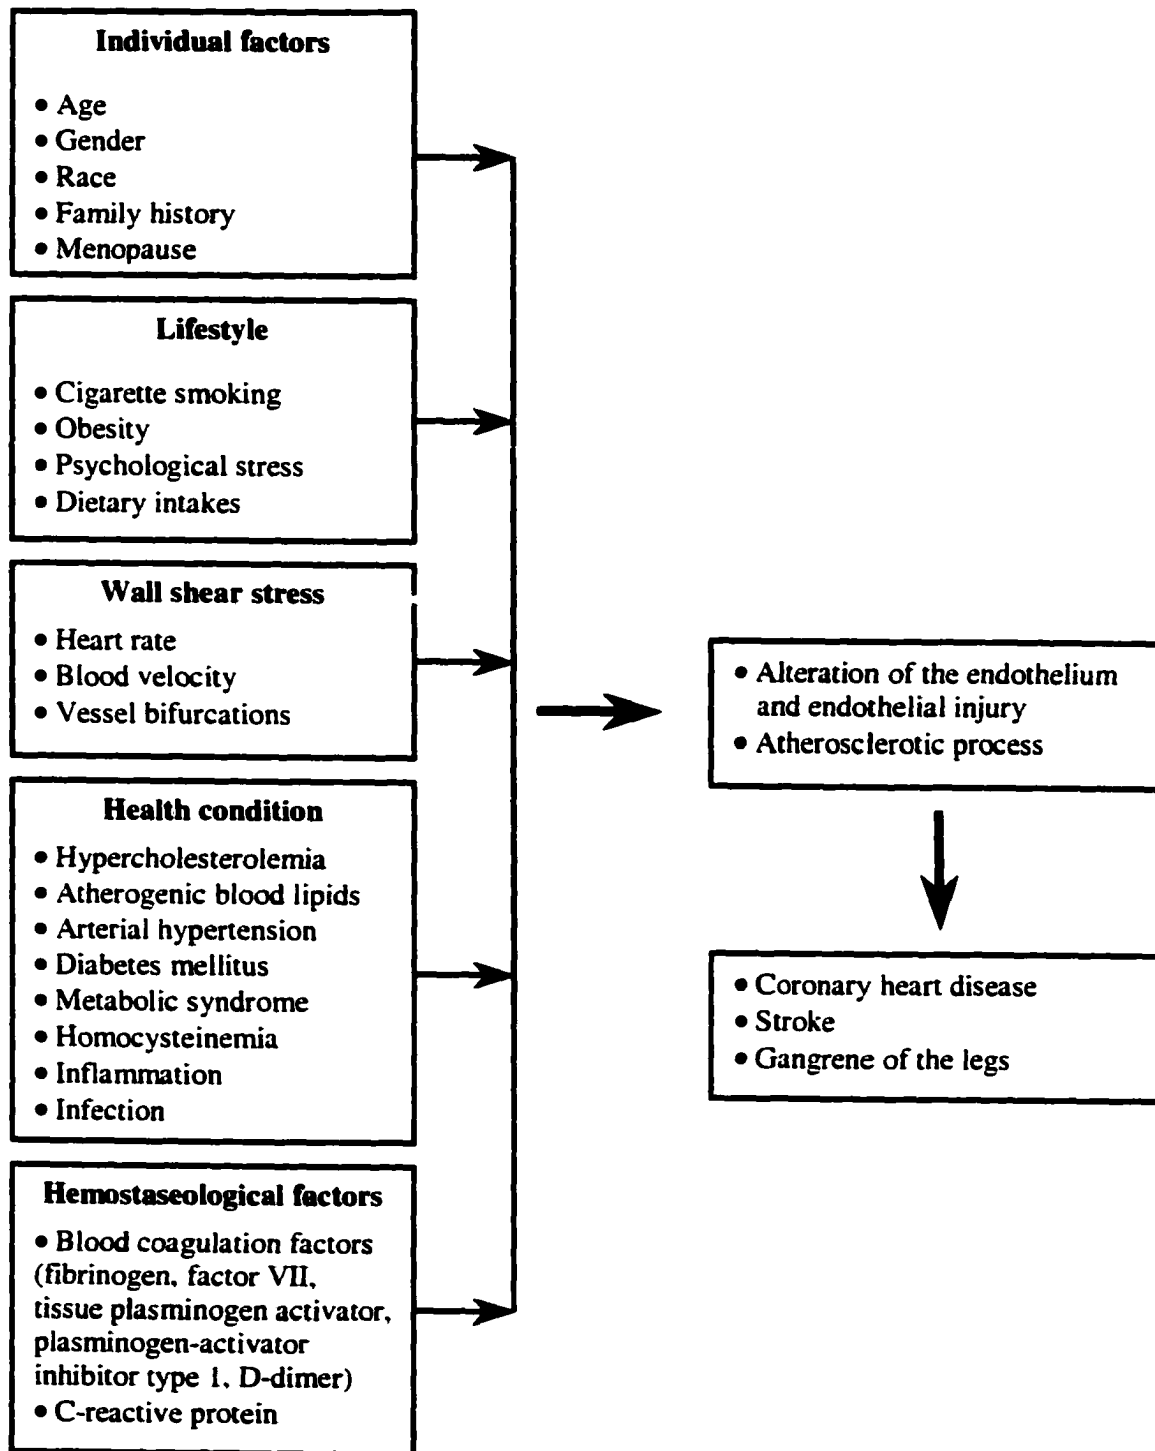 Individual factors
• Age
• Gender
• Race
• Family history
• Menopause
Lifestyle
• Cigarette smoking
• Obesity
• Psychological stress
• Dietary intakes
Wall shear stress
• Heart rate
• Blood velocity
• Vessel bifurcations
Health condition
• Hypercholesterolemia
• Atherogenic blood lipids
• Arterial hypertension
• Diabetes mellitus
• Metabolic syndrome
• Homocysteinemia
• Inflammation
• Infection
Hemostaseological factors
• Blood coagulation factors
(fibrinogen, factor VII,
tissue plasminogen activator,
plasminogen-activator
inhibitor type 1, D-dimer)
• C-reactive protein
• Alteration of the endothelium
and endothelial injury
• Atherosclerotic process
• Coronary heart disease
• Stroke
• Gangrene of the legs